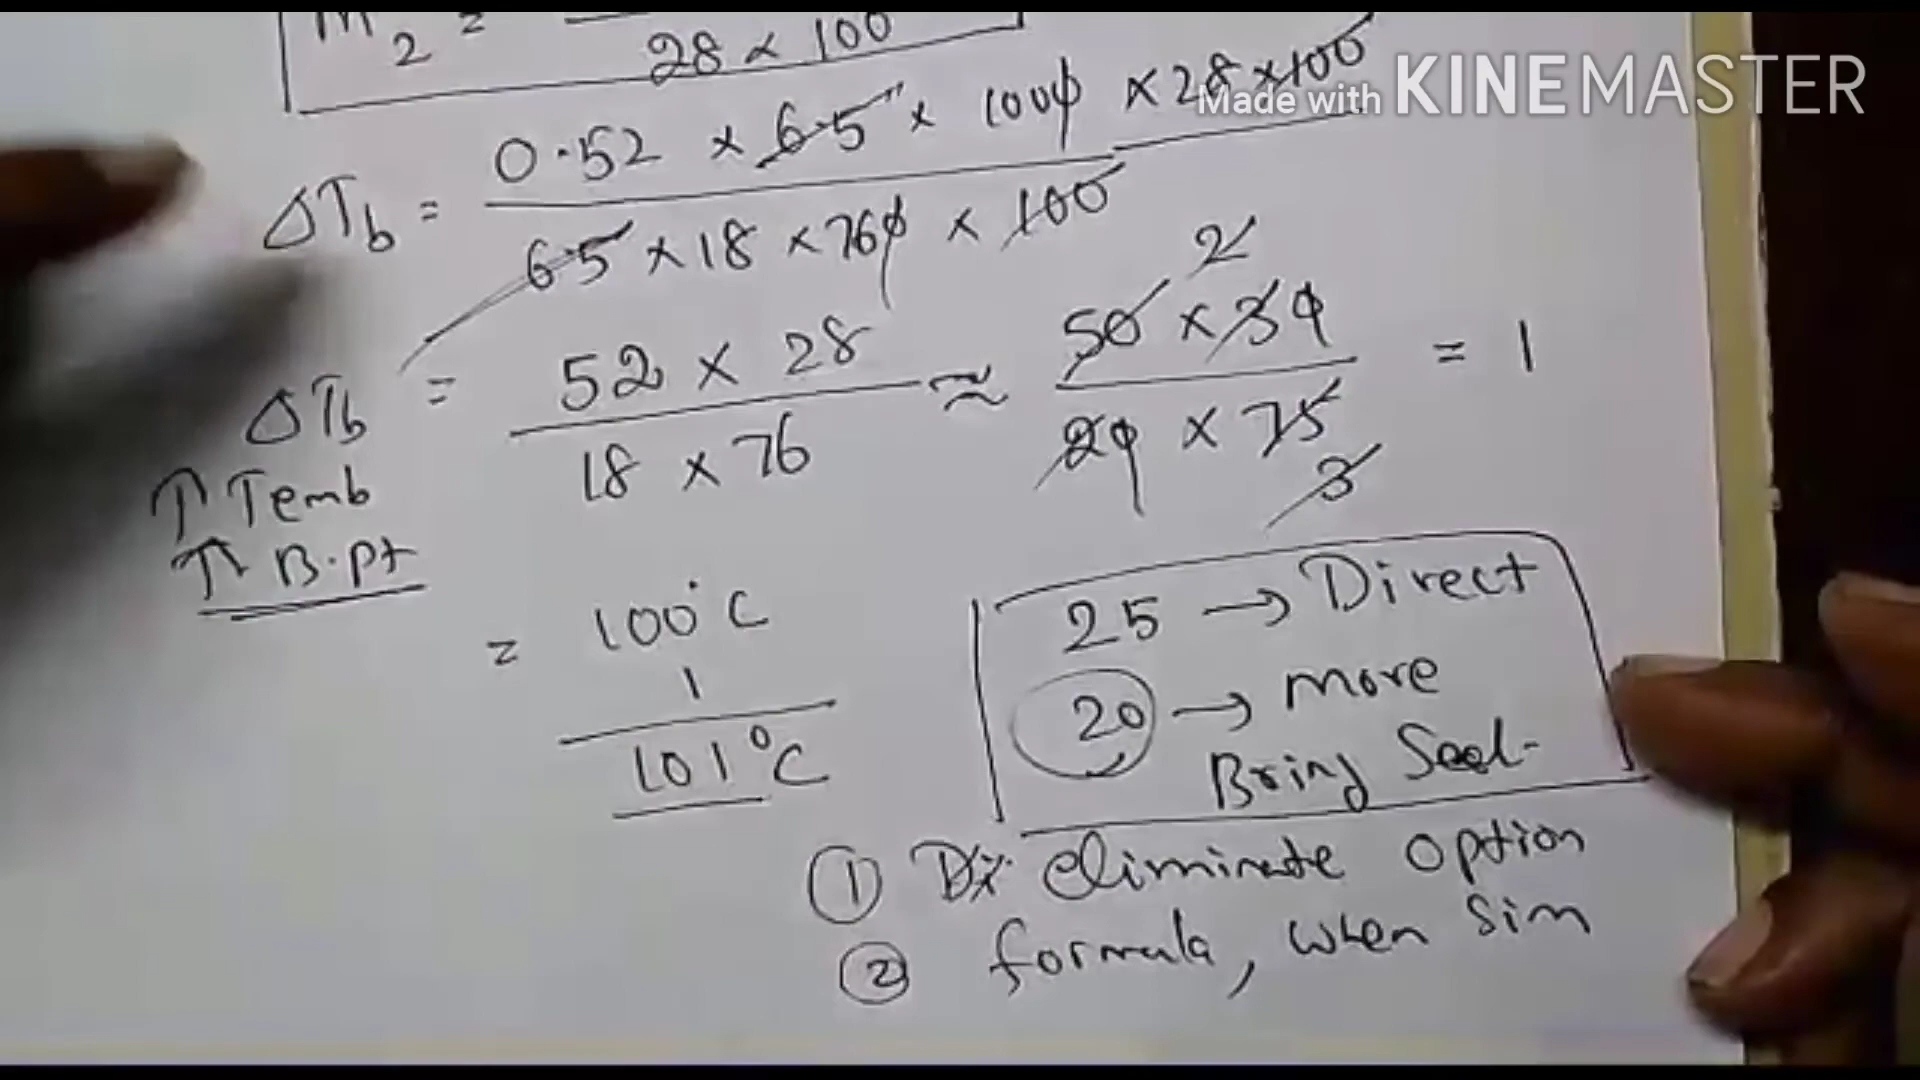 m₂ =
28 × 100
Made with KINEMASTER
ΔTb = 0.52 × 6.5 × 1000 × 28 × 100
6.5 × 18 × 760 × 100
2
ΔTb = 52 × 28 ≈ 50 × 30 = 1
18 × 76 20 × 75
3
↑ Temb
↑ B.pt
= 100°C
1
101°C
25 → Direct
20 → more
Bring Seel-
① eliminate option
② formula, when sim